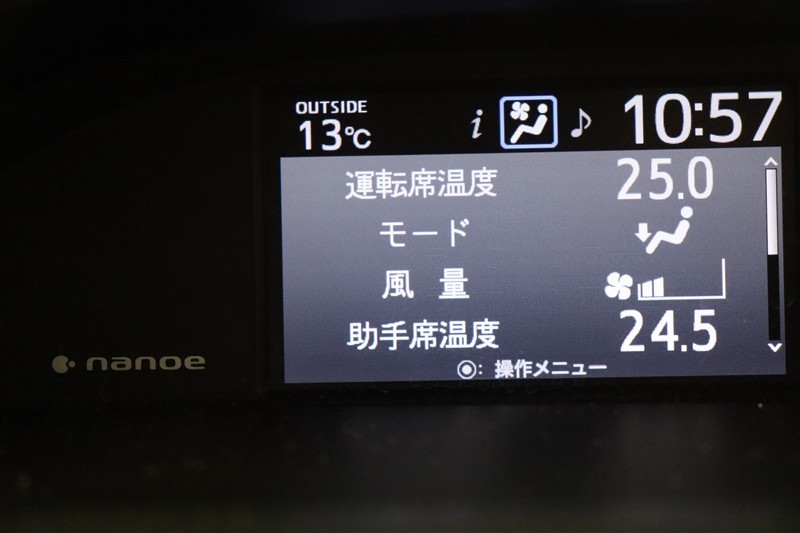 OUTSIDE
13℃ i ♪ 10:57
運転席温度 25.0
モード
風量
助手席温度 24.5
◉: 操作メニュー
nanoe